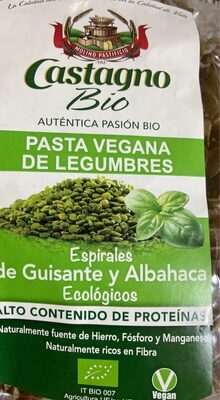 MOLINO PASTIFICIO
Castagno
Bio
AUTÉNTICA PASIÓN BIO
PASTA VEGANA
DE LEGUMBRES
Espirales
de Guisante y Albahaca
Ecológicos
ALTO CONTENIDO DE PROTEÍNAS
Naturalmente fuente de Hierro, Fósforo y Manganeso
Naturalmente ricos en Fibra
IT BIO 007
Agricultura
Vegan